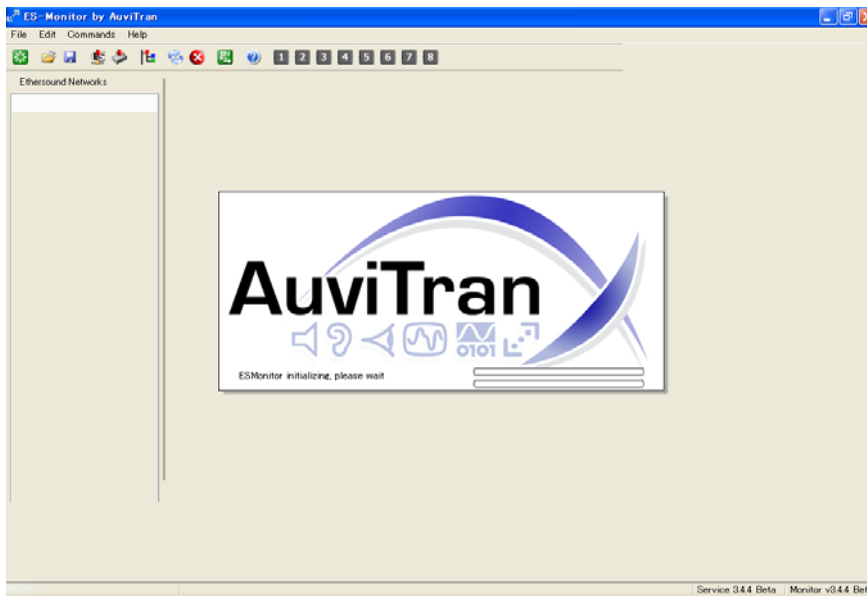 ES-Monitor by AuviTran
File Edit Commands Help
1 2 3 4 5 6 7 8
Ethersound Networks
AuviTran
0101
ESMonitor initializing, please wait
Service 3.4.4 Beta Monitor v3.4.4 Bet